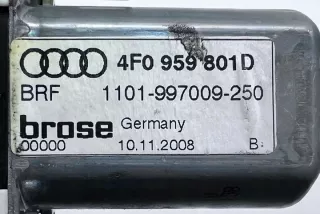 4F0 959 801D
BRF 1101-997009-250
brose Germany
00000 10.11.2008 B